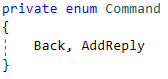 private enum Command
{
    Back, AddReply
}